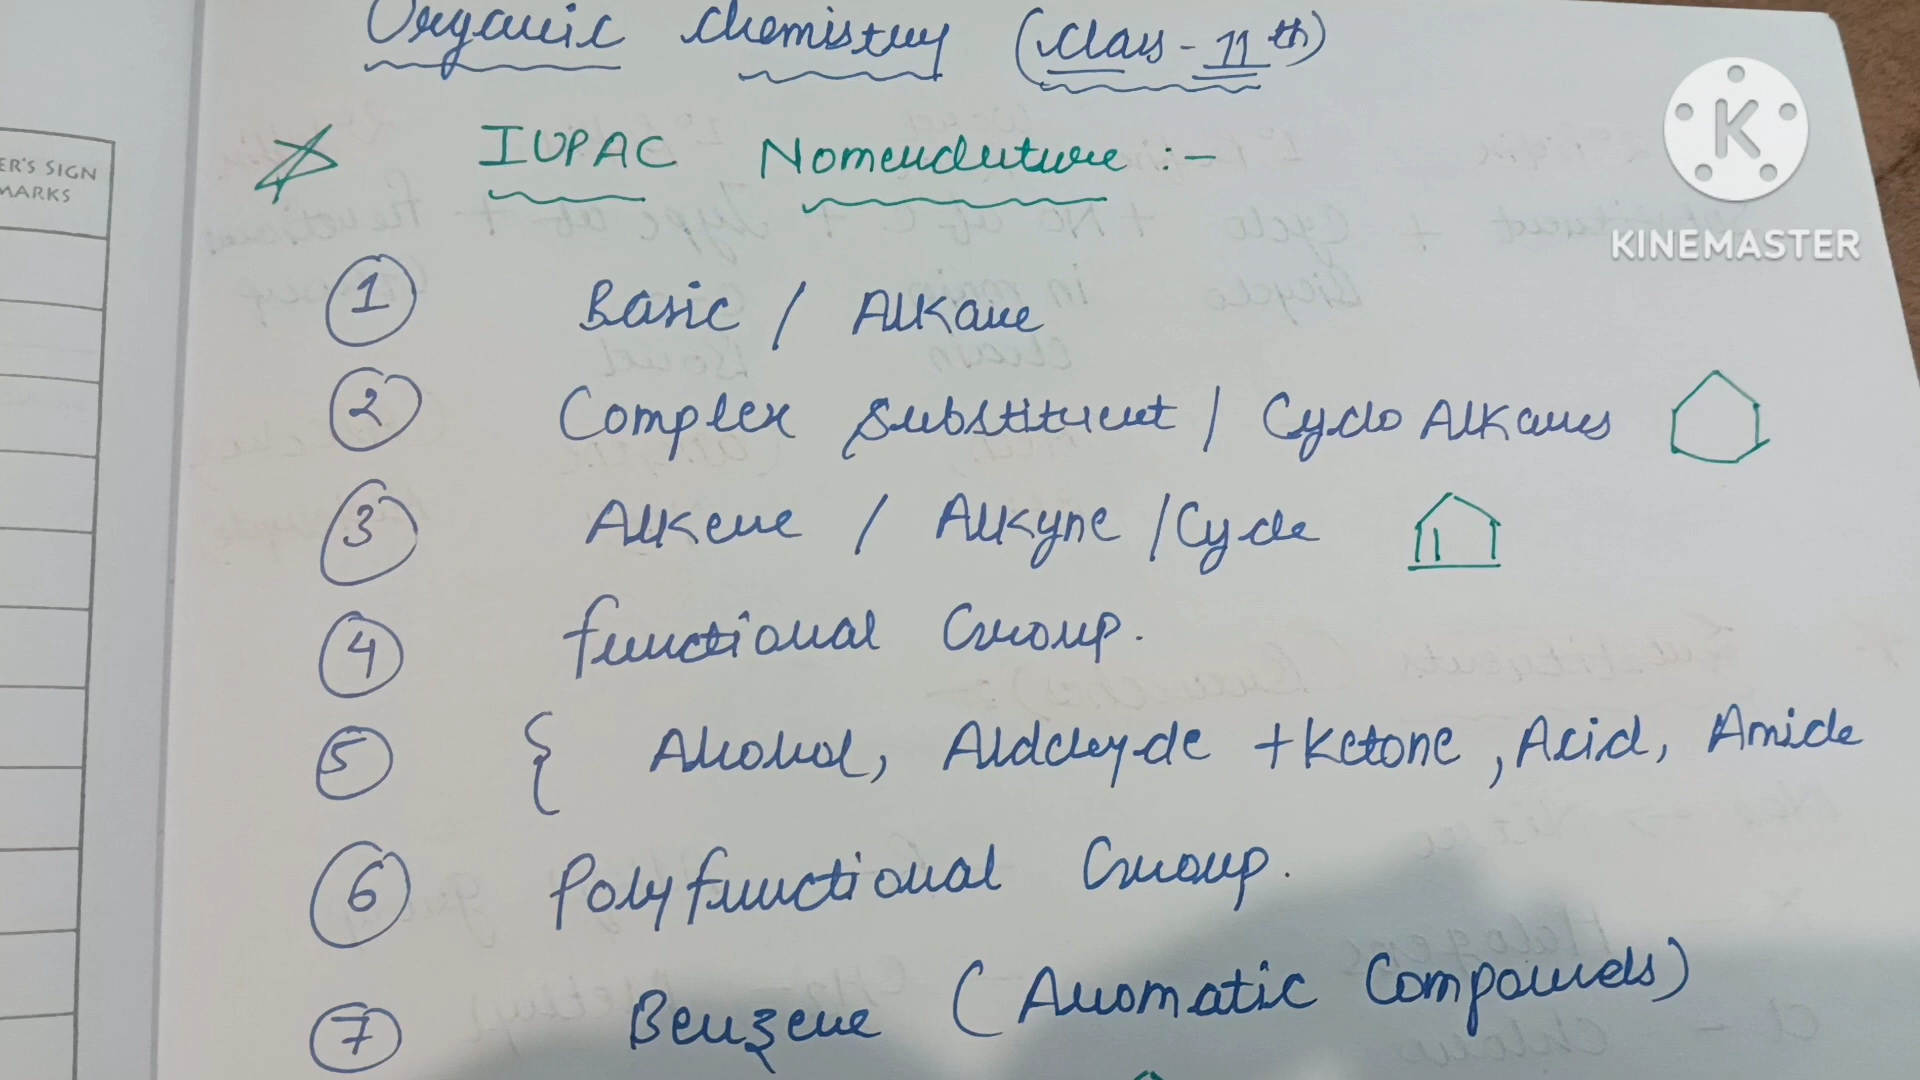 Organic chemistry (class - 11th)
IUPAC Nomenclature :-
KINEMASTER
ER'S SIGN
MARKS
1 Basic / Alkane
2 Complex substituent / Cyclo Alkanes
3 Alkene / Alkyne / Cycle
4 functional Group.
5 { Alcohol, Aldehyde + Ketone, Acid, Amide
6 Polyfunctional Group.
7 Benzene (Aromatic Compounds)